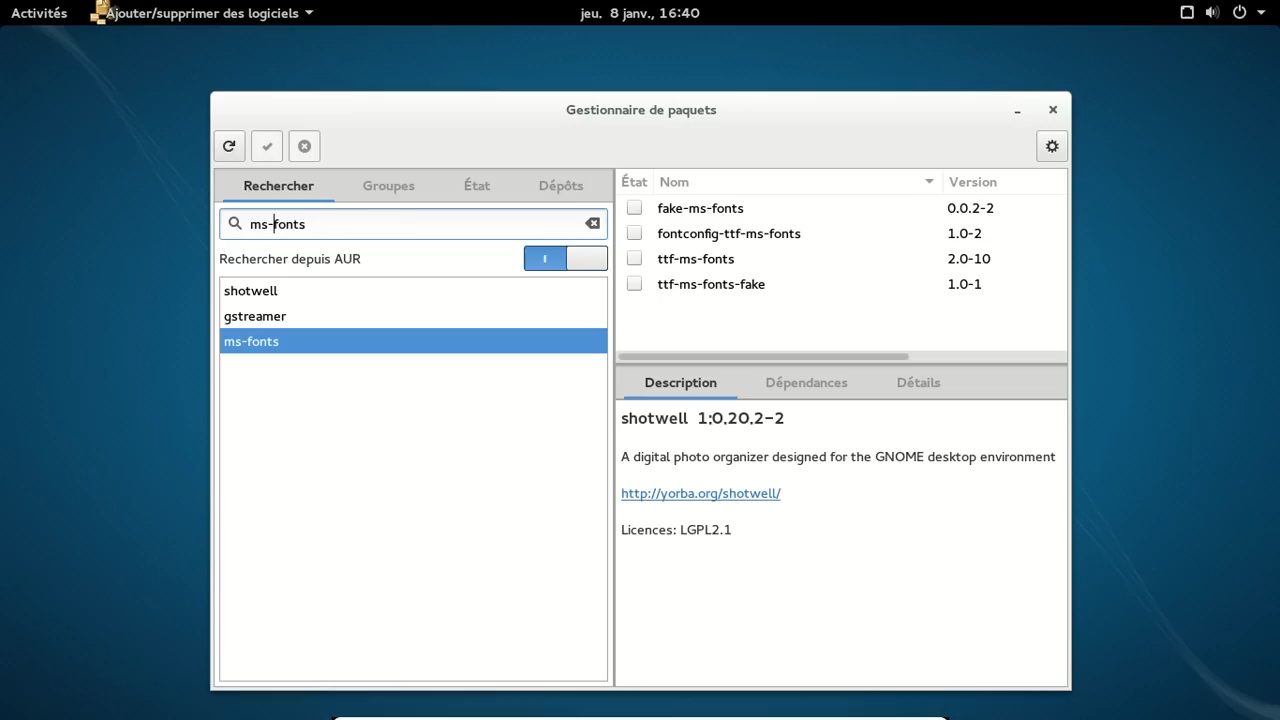 Activités Ajouter/supprimer des logiciels jeu. 8 janv., 16:40
Gestionnaire de paquets
Rechercher Groupes État Dépôts
ms-fonts
Rechercher depuis AUR
shotwell
gstreamer
ms-fonts
État Nom Version
fake-ms-fonts 0.0.2-2
fontconfig-ttf-ms-fonts 1.0-2
ttf-ms-fonts 2.0-10
ttf-ms-fonts-fake 1.0-1
Description Dépendances Détails
shotwell 1:0.20.2-2
A digital photo organizer designed for the GNOME desktop environment
http://yorba.org/shotwell/
Licences: LGPL2.1